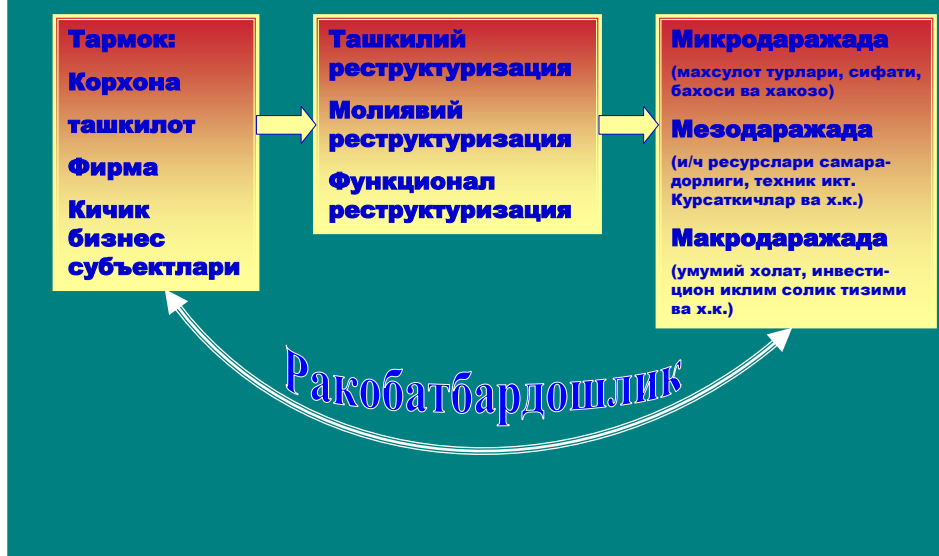 Тармок:
Корхона
ташкилот
Фирма
Кичик
бизнес
субъектлари
Ташкилий
реструктуризация
Молиявий
реструктуризация
Функционал
реструктуризация
Микродаражада
(махсулот турлари, сифати,
бахоси ва хакозо)
Мезодаражада
(и/ч ресурслари самара-
дорлиги, техник икт.
Курсаткичлар ва х.к.)
Макродаражада
(умумий холат, инвести-
цион иклим солик тизими
ва х.к.)
Ракобатбардошлик